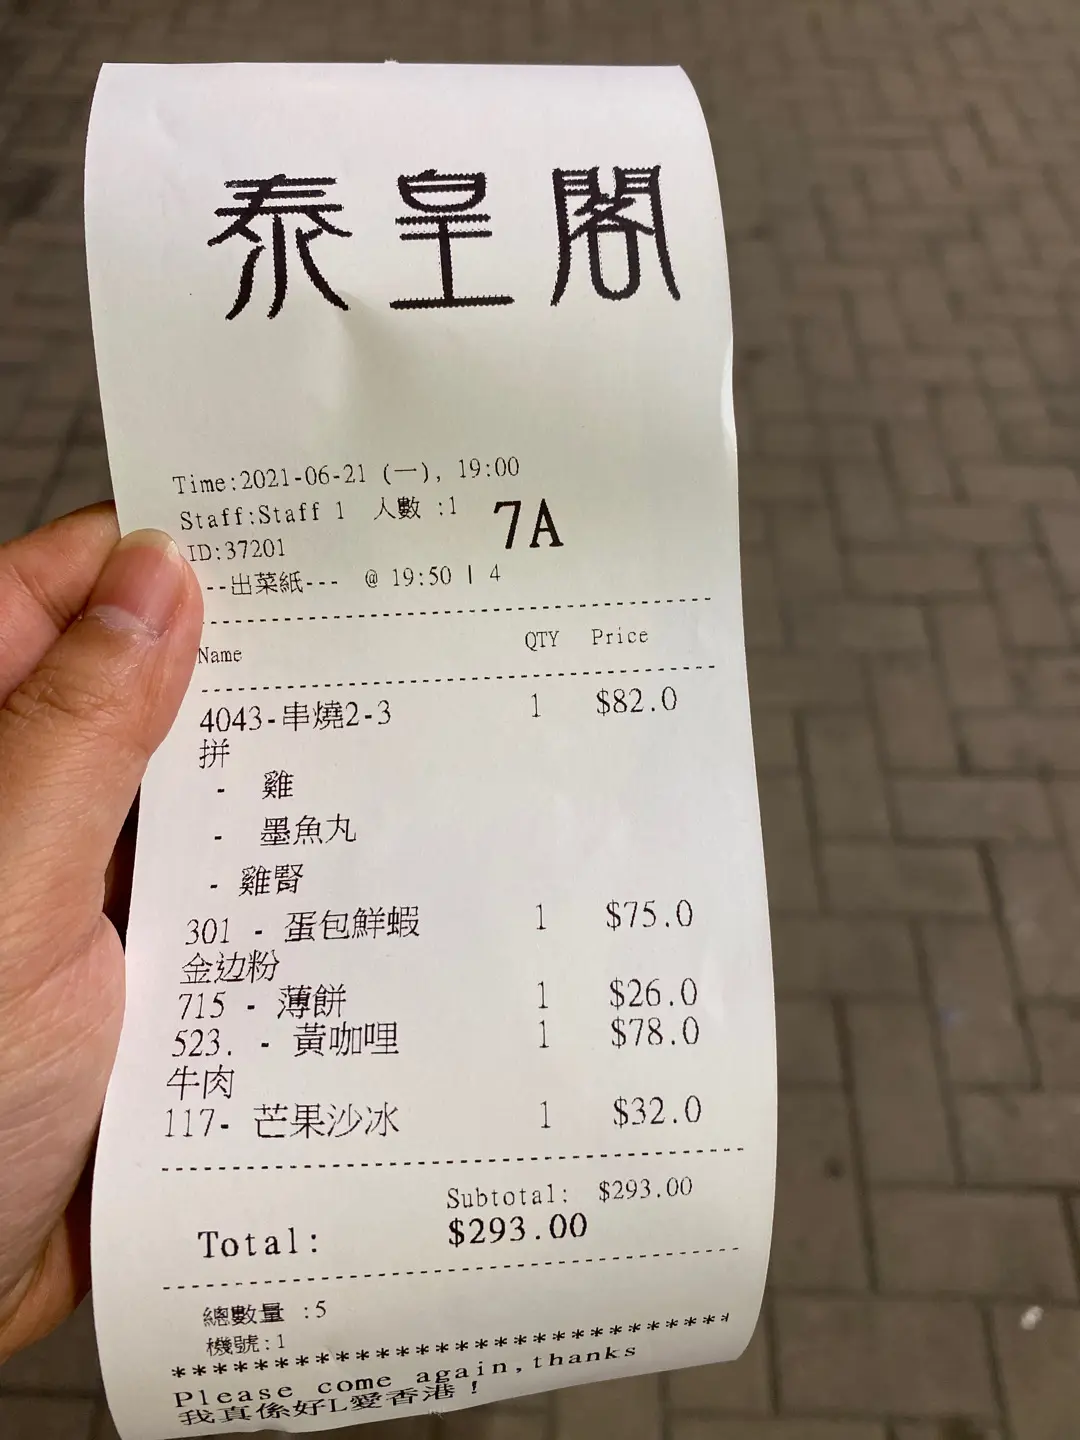 泰皇閣
Time:2021-06-21 (一), 19:00
Staff:Staff 1 人數 :1 7A
ID:37201
---出菜紙--- @ 19:50 | 4
Name QTY Price
4043-串燒2-3 1 $82.0
拼
- 雞
- 墨魚丸
- 雞腎
301 - 蛋包鮮蝦 1 $75.0
金边粉
715 - 薄餅 1 $26.0
523. - 黃咖哩 1 $78.0
牛肉
117- 芒果沙冰 1 $32.0
Subtotal: $293.00
Total: $293.00
總數量 :5
機號:1
*********************************
Please come again,thanks
我真係好L愛香港！